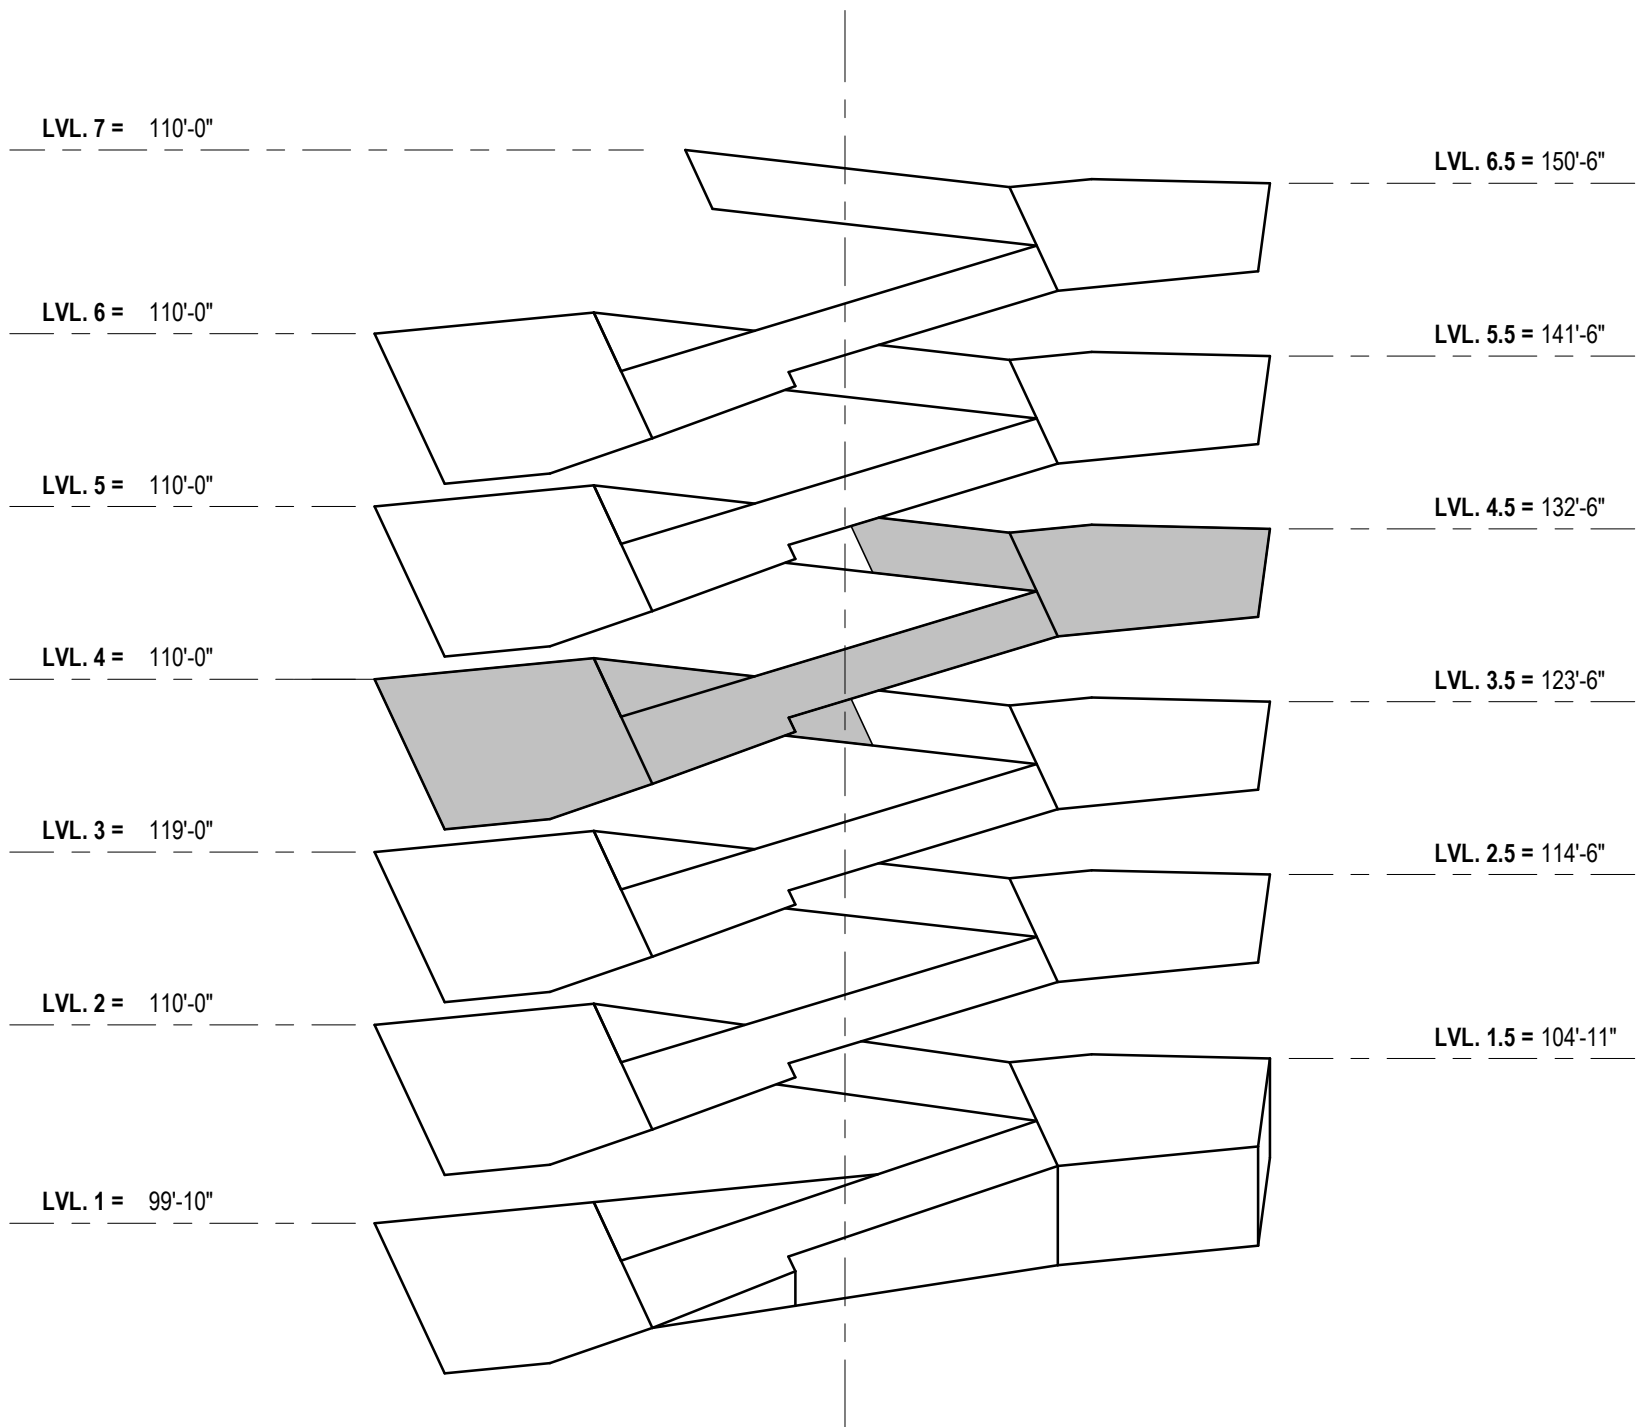 LVL. 7 = 110'-0"
LVL. 6.5 = 150'-6"
LVL. 6 = 110'-0"
LVL. 5.5 = 141'-6"
LVL. 5 = 110'-0"
LVL. 4.5 = 132'-6"
LVL. 4 = 110'-0"
LVL. 3.5 = 123'-6"
LVL. 3 = 119'-0"
LVL. 2.5 = 114'-6"
LVL. 2 = 110'-0"
LVL. 1.5 = 104'-11"
LVL. 1 = 99'-10"